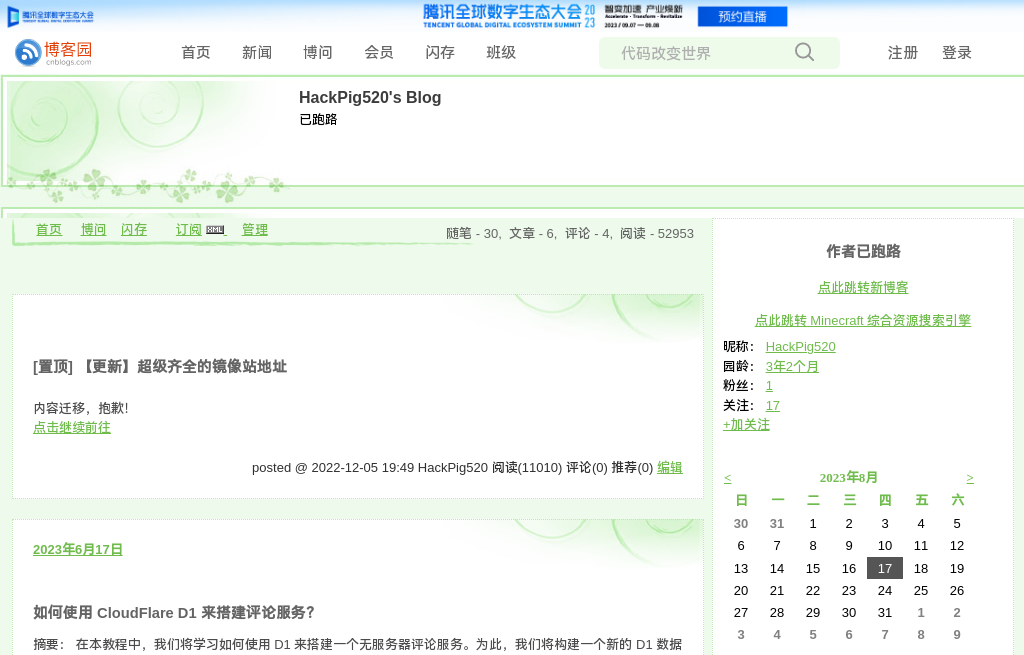 腾讯全球数字生态大会
TENCENT GLOBAL DIGITAL ECOSYSTEM SUMMIT
腾讯全球数字生态大会 20 23
TENCENT GLOBAL DIGITAL ECOSYSTEM SUMMIT
智变加速 产业焕新
Accelerate · Transform · Revitalize
2023 / 09.07 — 09.08
预约直播
博客园
cnblogs.com
首页 新闻 博问 会员 闪存 班级
代码改变世界
注册 登录
HackPig520's Blog
已跑路
首页 博问 闪存 订阅 XML 管理
随笔 - 30, 文章 - 6, 评论 - 4, 阅读 - 52953
[置顶] 【更新】超级齐全的镜像站地址
内容迁移，抱歉！
点击继续前往
posted @ 2022-12-05 19:49 HackPig520 阅读(11010) 评论(0) 推荐(0) 编辑
2023年6月17日
如何使用 CloudFlare D1 来搭建评论服务?
摘要： 在本教程中，我们将学习如何使用 D1 来搭建一个无服务器评论服务。为此，我们将构建一个新的 D1 数据
作者已跑路
点此跳转新博客
点此跳转 Minecraft 综合资源搜索引擎
昵称： HackPig520
园龄： 3年2个月
粉丝： 1
关注： 17
+加关注
< 2023年8月 >
日 一 二 三 四 五 六
30 31 1 2 3 4 5
6 7 8 9 10 11 12
13 14 15 16 17 18 19
20 21 22 23 24 25 26
27 28 29 30 31 1 2
3 4 5 6 7 8 9